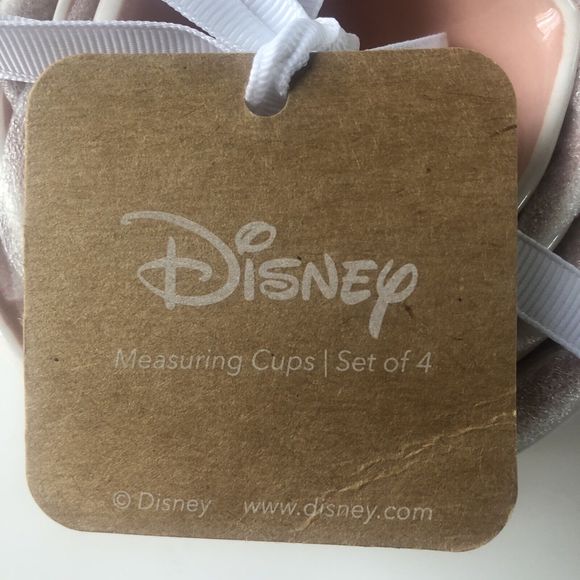 Disney
Measuring Cups | Set of 4
© Disney www.disney.com